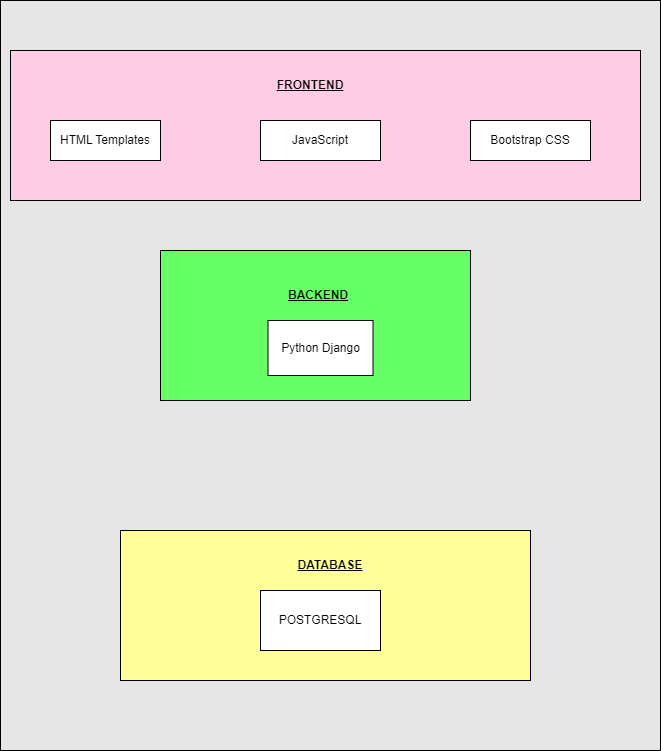 FRONTEND
HTML Templates
JavaScript
Bootstrap CSS
BACKEND
Python Django
DATABASE
POSTGRESQL